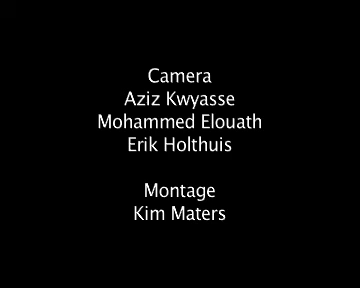 Camera
Aziz Kwyasse
Mohammed Elouath
Erik Holthuis
Montage
Kim Maters